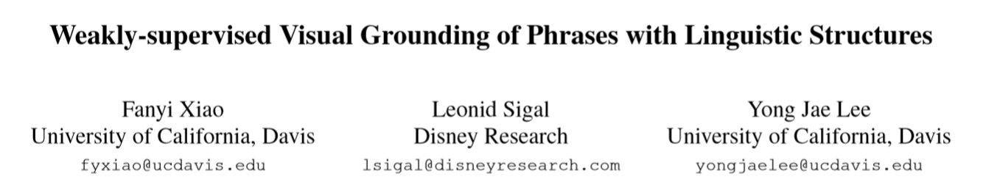 Weakly-supervised Visual Grounding of Phrases with Linguistic Structures
Fanyi Xiao
University of California, Davis
fyxiao@ucdavis.edu
Leonid Sigal
Disney Research
lsigal@disneyresearch.com
Yong Jae Lee
University of California, Davis
yongjaelee@ucdavis.edu